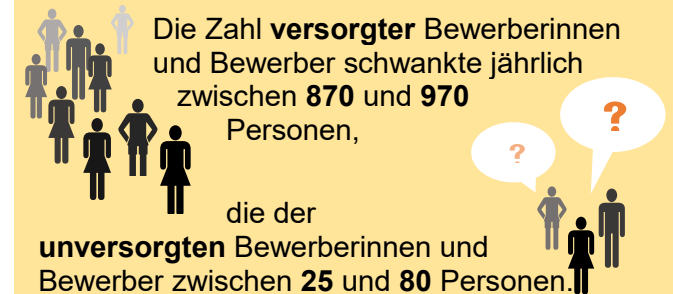 Die Zahl versorgter Bewerberinnen
und Bewerber schwankte jährlich
zwischen 870 und 970
Personen,
?
?
die der
unversorgten Bewerberinnen und
Bewerber zwischen 25 und 80 Personen.